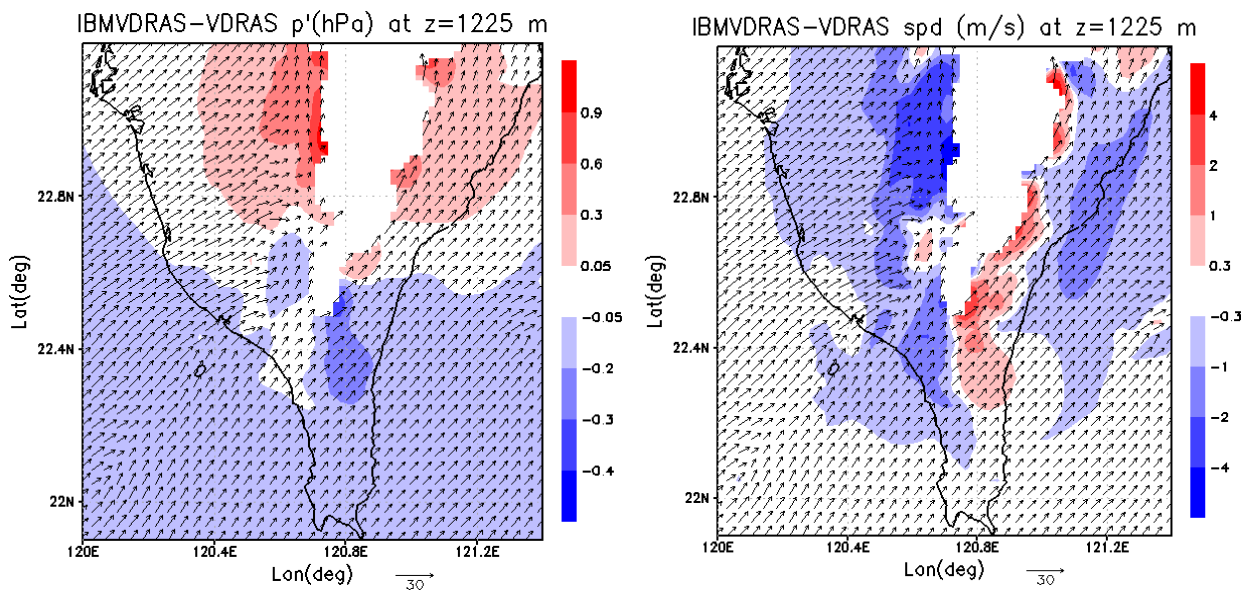 IBMVDRAS-VDRAS p'(hPa) at z=1225 m
0.9
0.6
0.3
0.05
-0.05
-0.2
-0.3
-0.4
22.8N
22.4N
22N
Lat(deg)
120E
120.4E
120.8E
121.2E
Lon(deg)
30
IBMVDRAS-VDRAS spd (m/s) at z=1225 m
4
2
1
0.3
-0.3
-1
-2
-4
22.8N
22.4N
22N
Lat(deg)
120E
120.4E
120.8E
121.2E
Lon(deg)
30